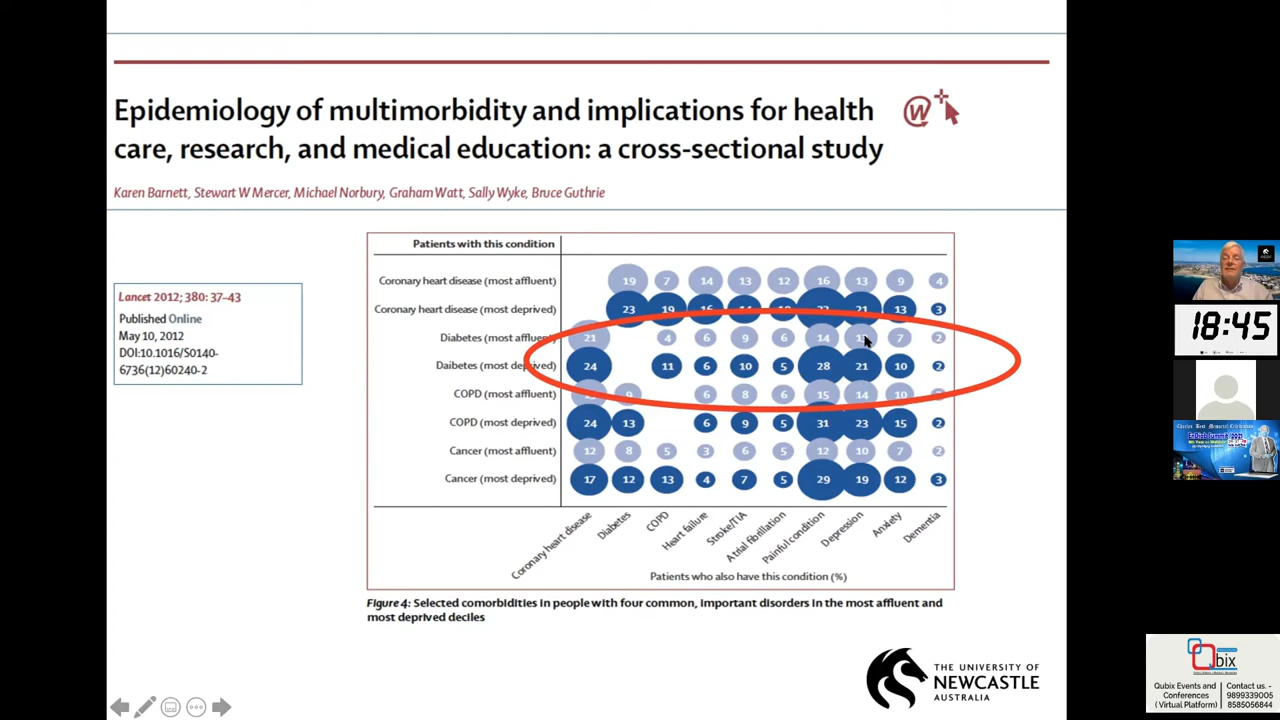 Epidemiology of multimorbidity and implications for health
care, research, and medical education: a cross-sectional study
Karen Barnett, Stewart W Mercer, Michael Norbury, Graham Watt, Sally Wyke, Bruce Guthrie
Lancet 2012; 380: 37–43
Published Online
May 10, 2012
DOI:10.1016/S0140-
6736(12)60240-2
Patients with this condition
Coronary heart disease (most affluent) 19 7 14 13 12 16 13 9 4
Coronary heart disease (most deprived) 23 19 16 14 21 13 3
Diabetes (most affluent) 21 4 6 9 6 14 7 2
Daibetes (most deprived) 24 11 6 10 5 28 21 10 2
COPD (most affluent) 9 6 8 6 15 14 10
COPD (most deprived) 24 13 6 9 5 31 23 15 2
Cancer (most affluent) 12 8 5 3 6 5 12 10 7 2
Cancer (most deprived) 17 12 13 4 7 5 29 19 12 3
Coronary heart disease
Diabetes
COPD
Heart failure
Stroke/TIA
Atrial fibrillation
Painful condition
Depression
Anxiety
Dementia
Patients who also have this condition (%)
Figure 4: Selected comorbidities in people with four common, important disorders in the most affluent and
most deprived deciles
THE UNIVERSITY OF
NEWCASTLE
AUSTRALIA
18:45
Charles Best Memorial Celebration
Qbix
Qubix Events and
Conferences
( Virtual Platform)
Contact us. -
9899339005
8585056844